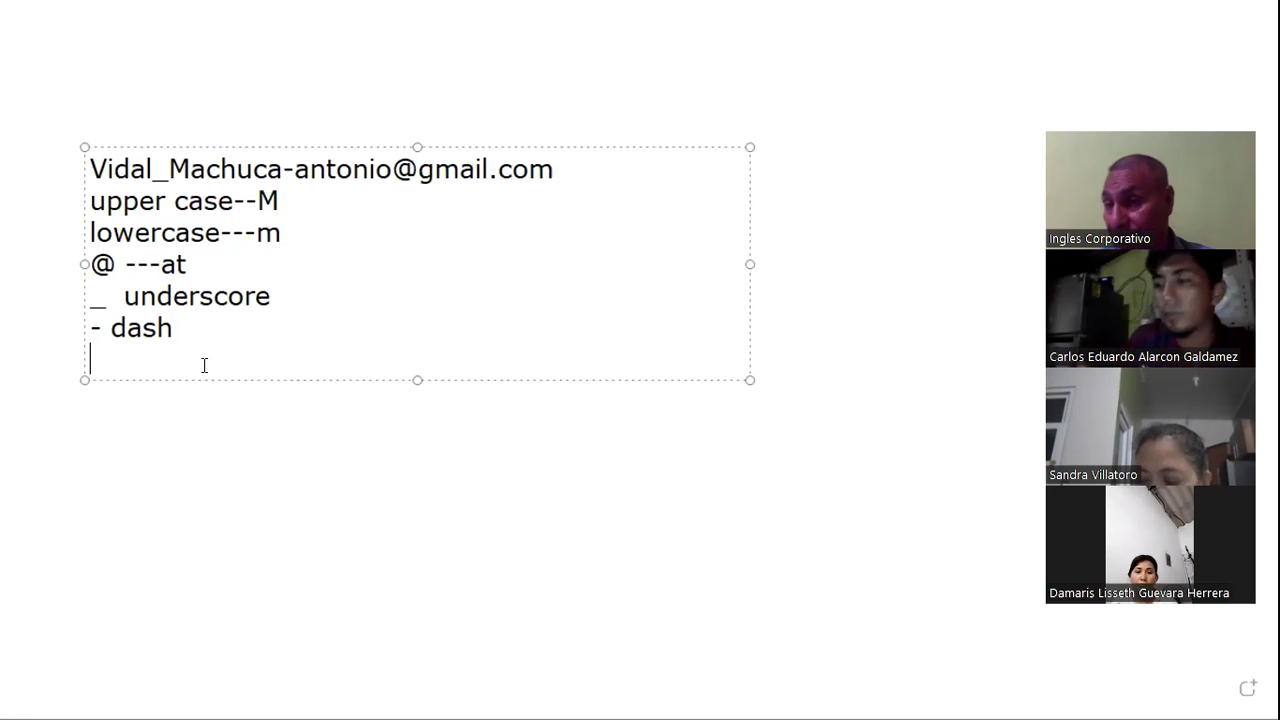 Vidal_Machuca-antonio@gmail.com
upper case--M
lowercase---m
@ ---at
_  underscore
- dash
Ingles Corporativo
Carlos Eduardo Alarcon Galdamez
Sandra Villatoro
Damaris Lisseth Guevara Herrera